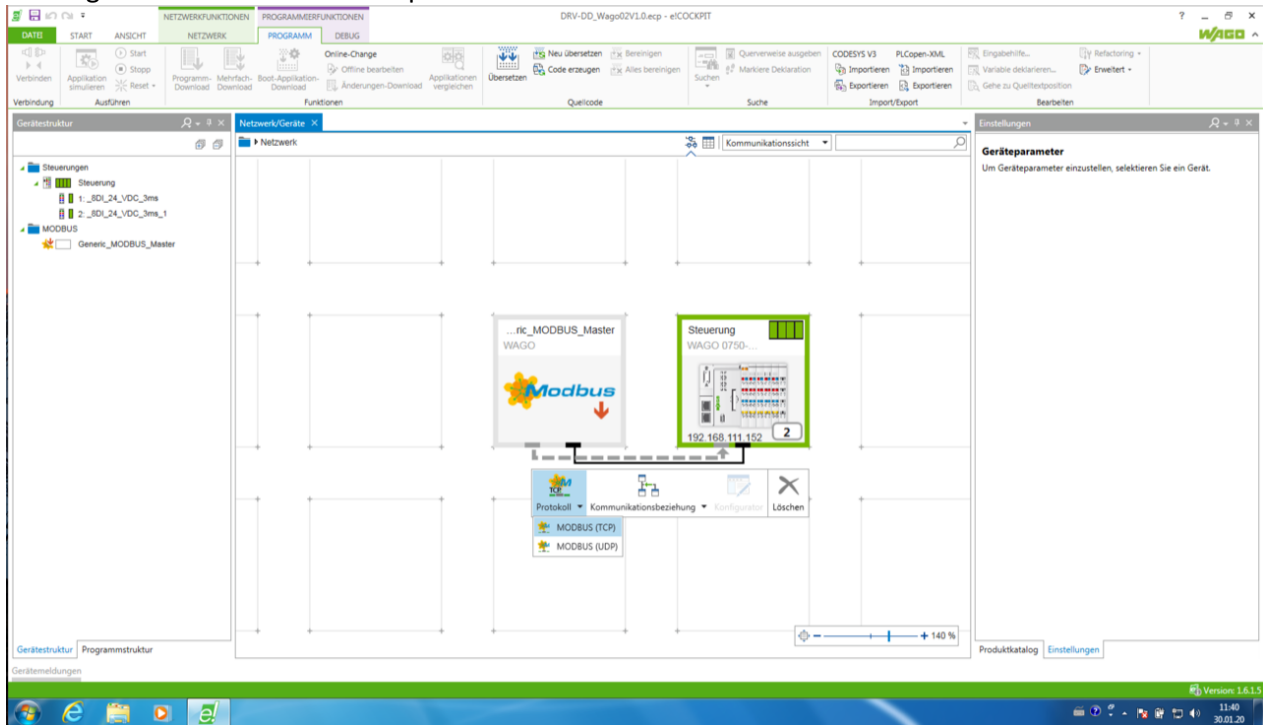 NETZWERKFUNKTIONEN PROGRAMMIERFUNKTIONEN DRV-DD_Wago02V1.0.ecp - e!COCKPIT
DATEI START ANSICHT NETZWERK PROGRAMM DEBUG WAGO
Verbinden
Applikation simulieren
Start
Stopp
Reset
Programm-Download
Mehrfach-Download
Boot-Applikation-Download
Online-Change
Offline bearbeiten
Änderungen-Download
Applikationen vergleichen
Übersetzen
Neu übersetzen
Bereinigen
Code erzeugen
Alles bereinigen
Suchen
Querverweise ausgeben
Markiere Deklaration
CODESYS V3
Importieren
Exportieren
PLCopen-XML
Importieren
Exportieren
Eingabehilfe...
Variable deklarieren...
Gehe zu Quelltextposition
Refactoring
Erweitert
Verbindung Ausführen Funktionen Quellcode Suche Import/Export Bearbeiten
Gerätestruktur
Steuerungen
Steuerung
1: _8DI_24_VDC_3ms
2: _8DI_24_VDC_3ms_1
MODBUS
Generic_MODBUS_Master
Netzwerk/Geräte
Netzwerk
Kommunikationssicht
...ric_MODBUS_Master
WAGO
Modbus
Steuerung
WAGO 0750-...
192.168.111.152 2
TCP
Protokoll Kommunikationsbeziehung Konfigurator Löschen
MODBUS (TCP)
MODBUS (UDP)
140 %
Einstellungen
Geräteparameter
Um Geräteparameter einzustellen, selektieren Sie ein Gerät.
Gerätestruktur Programmstruktur
Produktkatalog Einstellungen
Gerätemeldungen
Version: 1.6.1.5
11:40
30.01.20